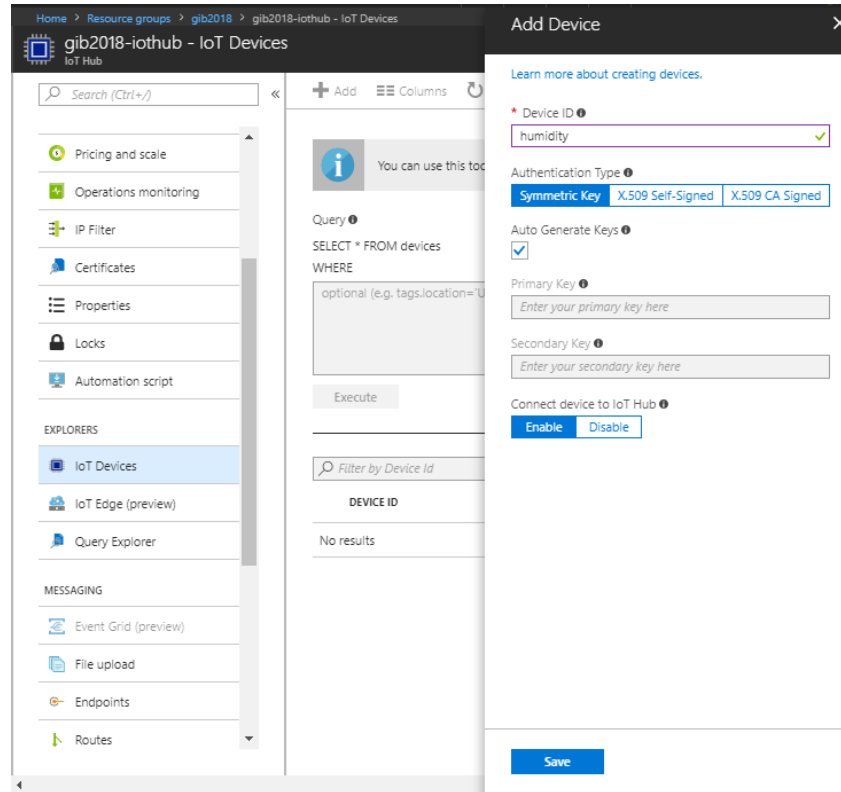 Home > Resource groups > gib2018 > gib2018-iothub - IoT Devices
gib2018-iothub - IoT Devices
IoT Hub
Search (Ctrl+/)
Pricing and scale
Operations monitoring
IP Filter
Certificates
Properties
Locks
Automation script
EXPLORERS
IoT Devices
IoT Edge (preview)
Query Explorer
MESSAGING
Event Grid (preview)
File upload
Endpoints
Routes
Add Columns
You can use this too
Query
SELECT * FROM devices
WHERE
optional (e.g. tags.location='U
Execute
Filter by Device Id
DEVICE ID
No results
Add Device
Learn more about creating devices.
* Device ID
humidity
Authentication Type
Symmetric Key X.509 Self-Signed X.509 CA Signed
Auto Generate Keys
Primary Key
Enter your primary key here
Secondary Key
Enter your secondary key here
Connect device to IoT Hub
Enable Disable
Save